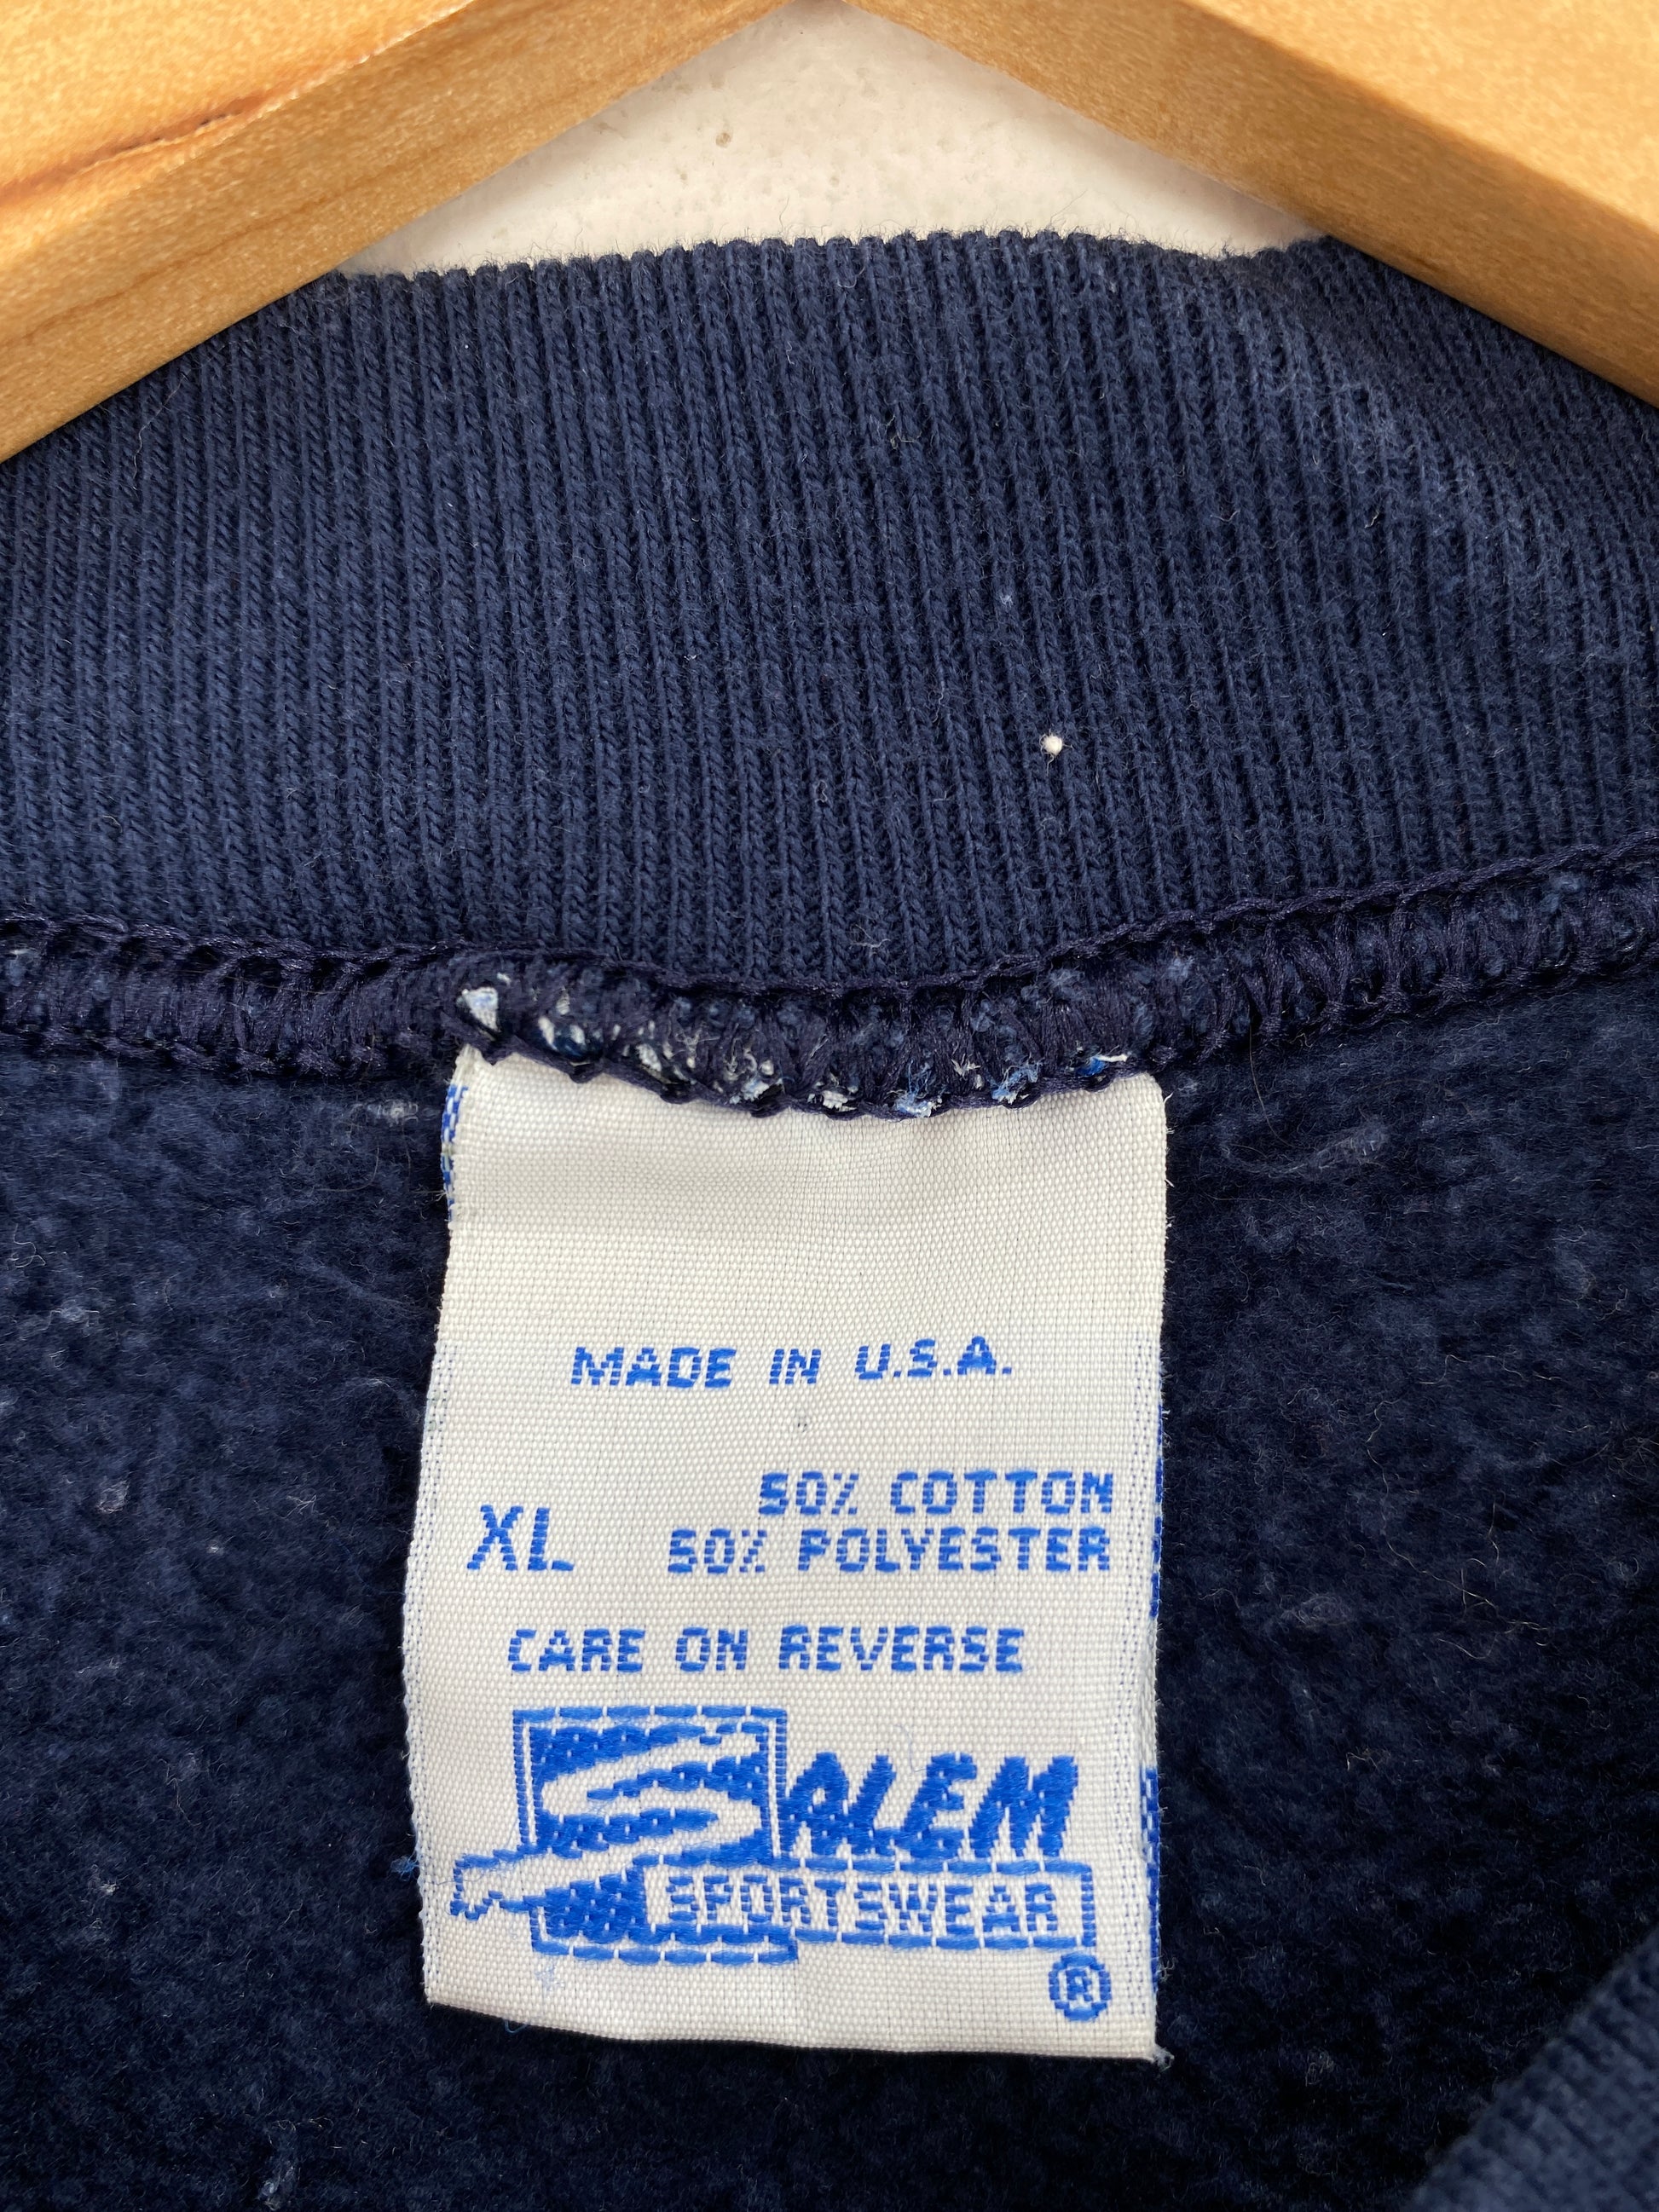 MADE IN U.S.A.
50% COTTON
XL 50% POLYESTER
CARE ON REVERSE
SALEM
SPORTSWEAR
®